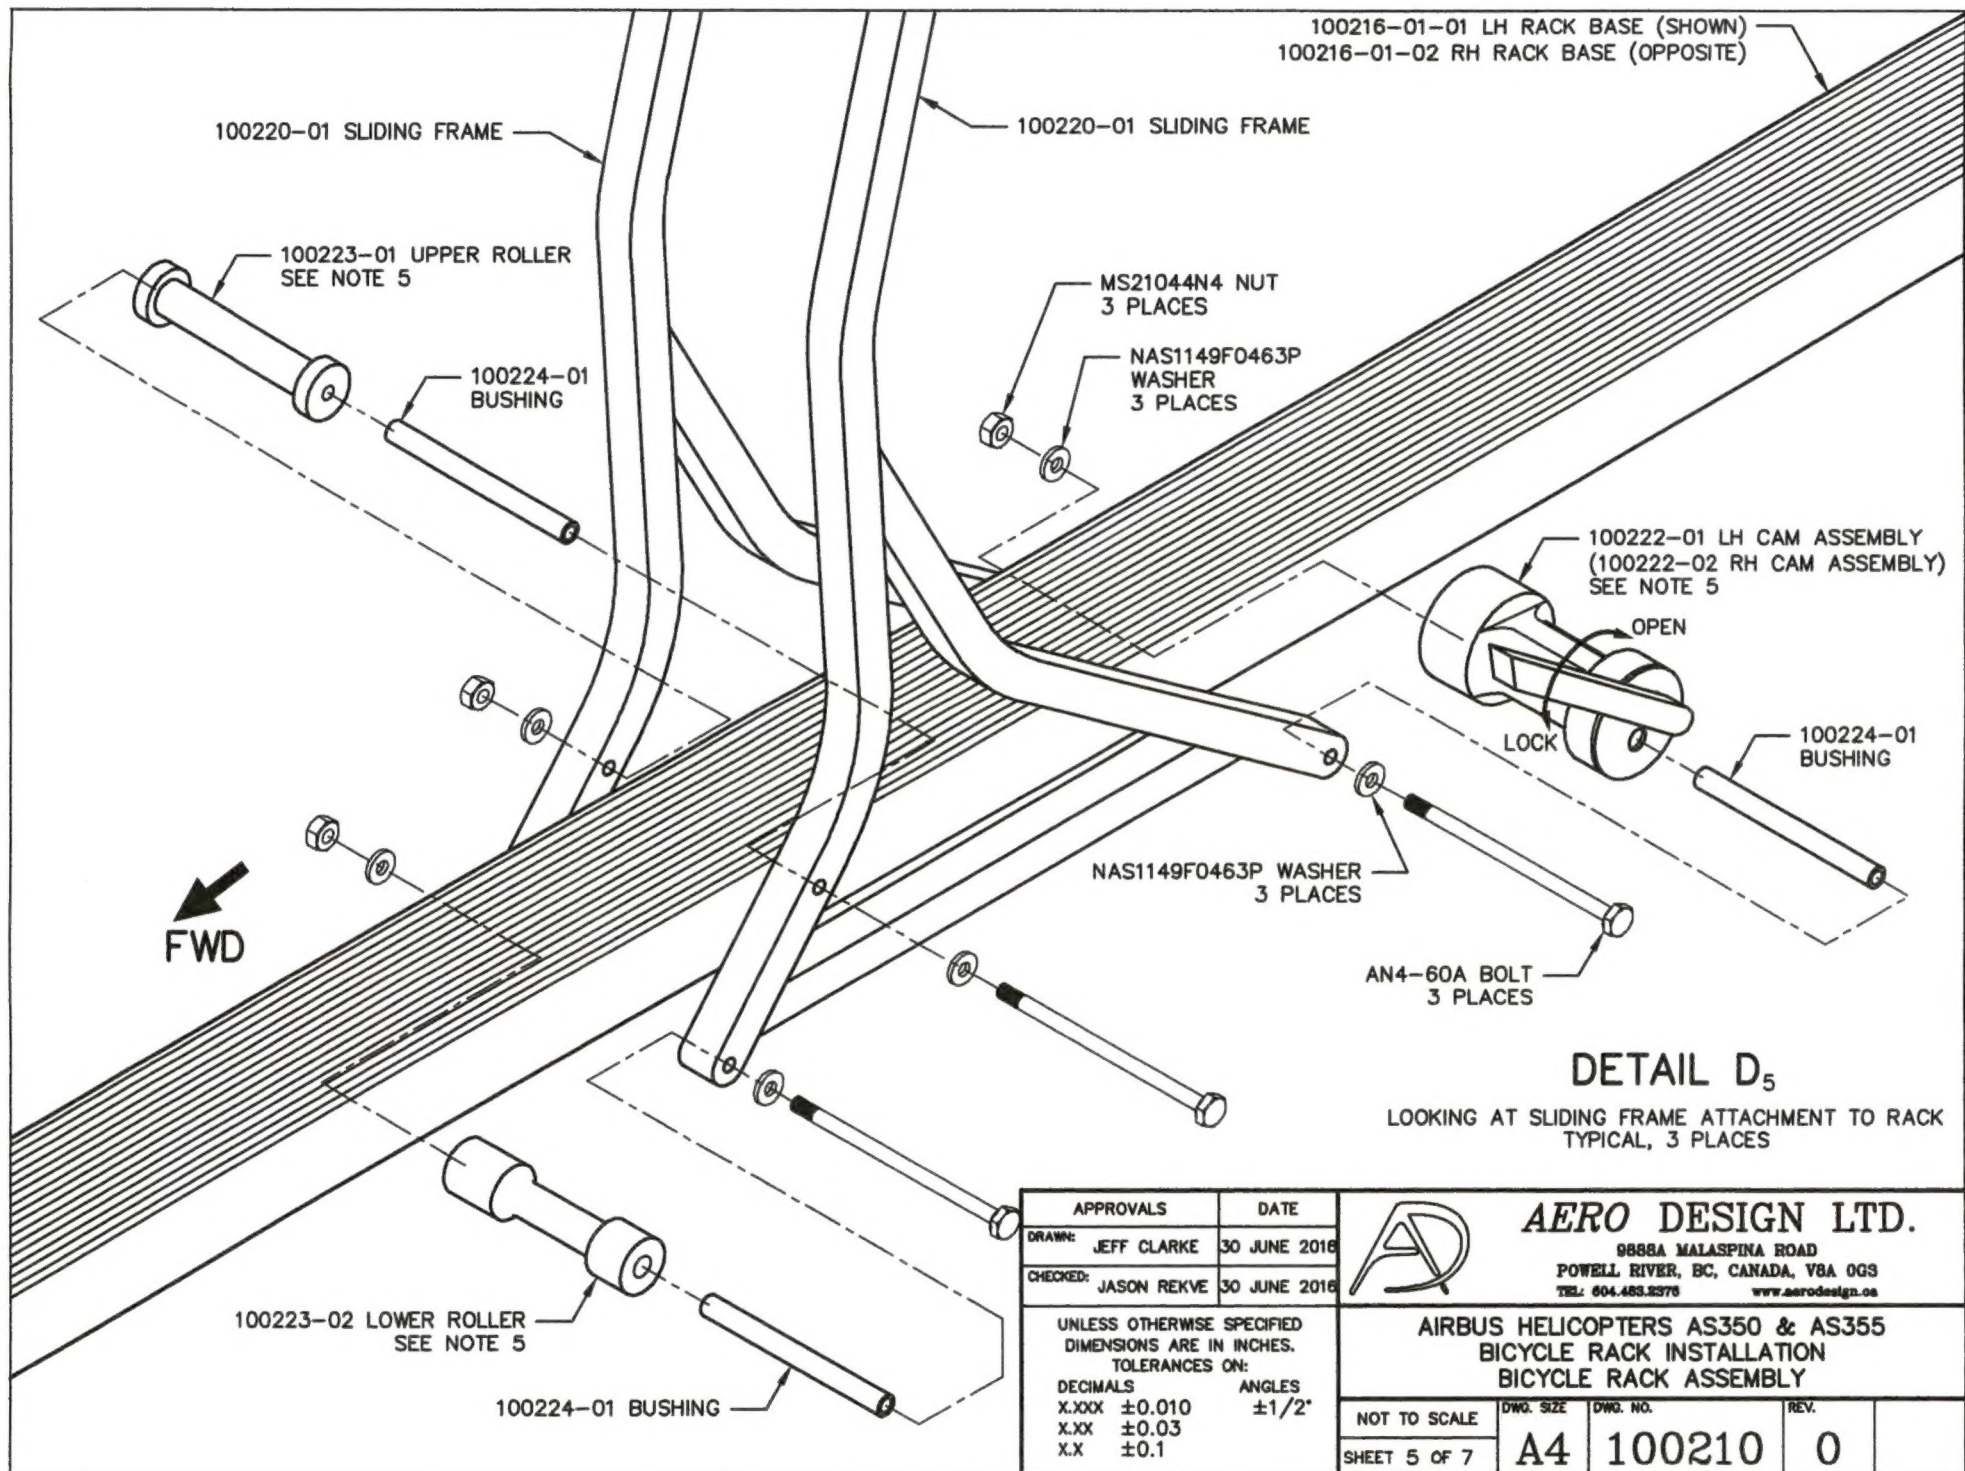 100216-01-01 LH RACK BASE (SHOWN)
100216-01-02 RH RACK BASE (OPPOSITE)
100220-01 SLIDING FRAME
100220-01 SLIDING FRAME
100223-01 UPPER ROLLER
SEE NOTE 5
MS21044N4 NUT
3 PLACES
NAS1149F0463P
WASHER
3 PLACES
100224-01
BUSHING
100222-01 LH CAM ASSEMBLY
(100222-02 RH CAM ASSEMBLY)
SEE NOTE 5
OPEN
LOCK
100224-01
BUSHING
NAS1149F0463P WASHER
3 PLACES
FWD
AN4-60A BOLT
3 PLACES
DETAIL D5
LOOKING AT SLIDING FRAME ATTACHMENT TO RACK
TYPICAL, 3 PLACES
100223-02 LOWER ROLLER
SEE NOTE 5
100224-01 BUSHING
APPROVALS DATE
DRAWN: JEFF CLARKE 30 JUNE 2016
CHECKED: JASON REKVE 30 JUNE 2016
UNLESS OTHERWISE SPECIFIED
DIMENSIONS ARE IN INCHES.
TOLERANCES ON:
DECIMALS ANGLES
X.XXX ±0.010 ±1/2°
X.XX ±0.03
X.X ±0.1
AD
AERO DESIGN LTD.
9888A MALASPINA ROAD
POWELL RIVER, BC, CANADA, V8A 0G3
TEL: 604.483.2376 www.aerodesign.ca
AIRBUS HELICOPTERS AS350 & AS355
BICYCLE RACK INSTALLATION
BICYCLE RACK ASSEMBLY
NOT TO SCALE
SHEET 5 OF 7
DWG. SIZE
A4
DWG. NO.
100210
REV.
0